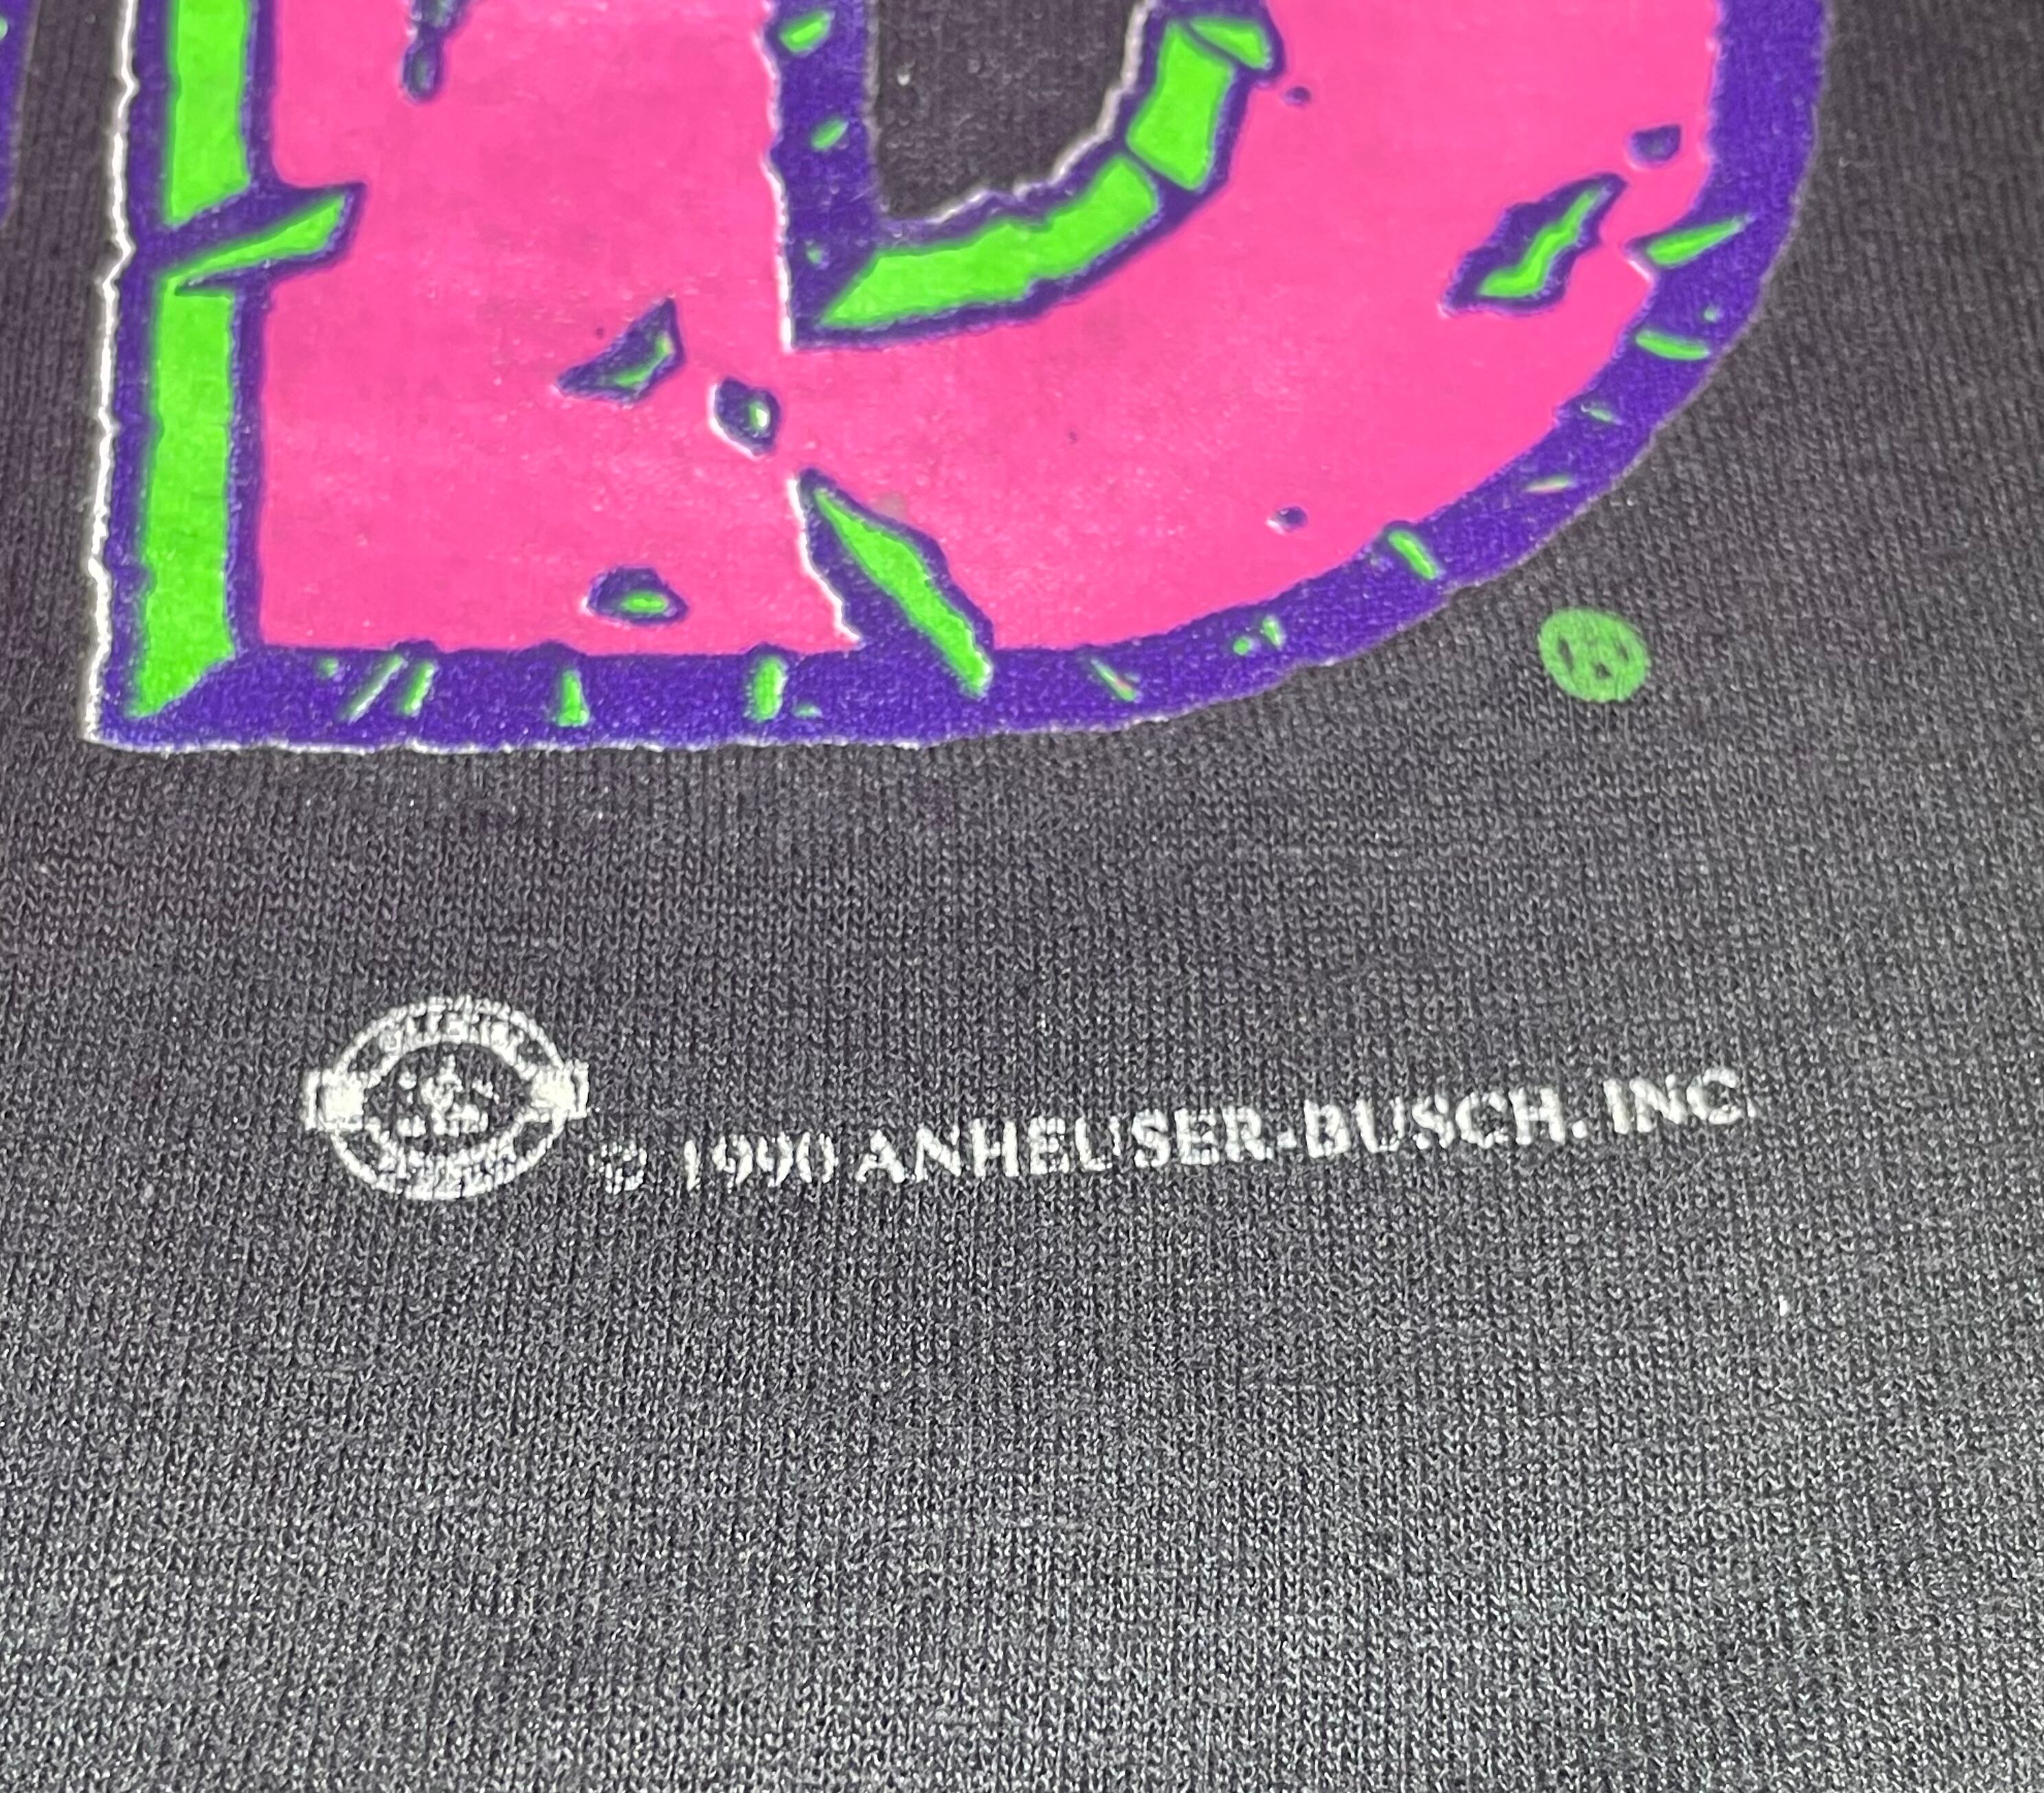 D
®
© 1990 ANHEUSER-BUSCH, INC.